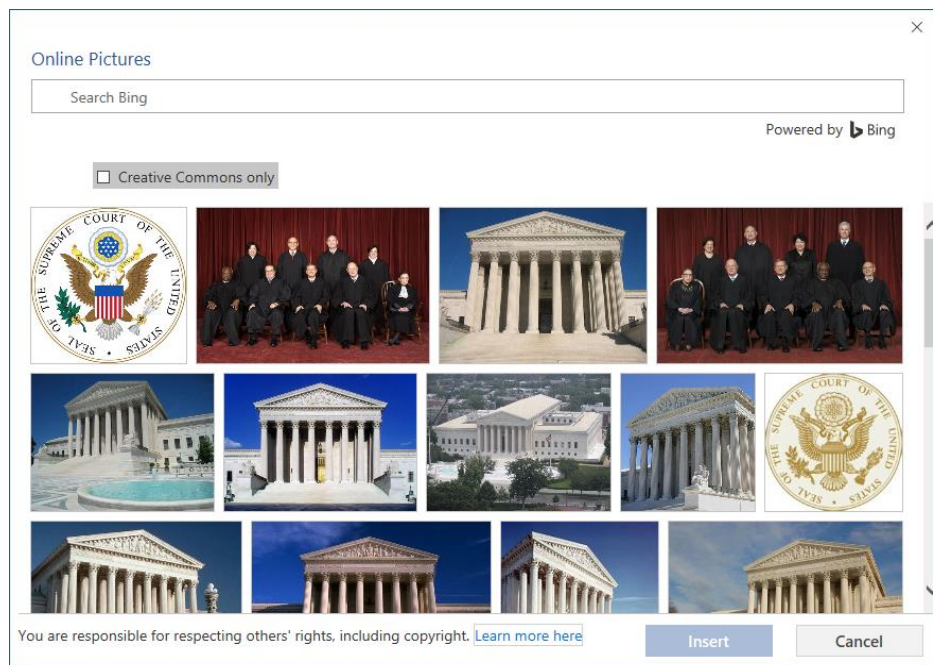 Online Pictures
Search Bing
Powered by Bing
Creative Commons only
SEAL OF THE SUPREME COURT OF THE UNITED STATES
SEAL OF THE SUPREME COURT OF THE UNITED STATES
You are responsible for respecting others' rights, including copyright. Learn more here
Insert
Cancel